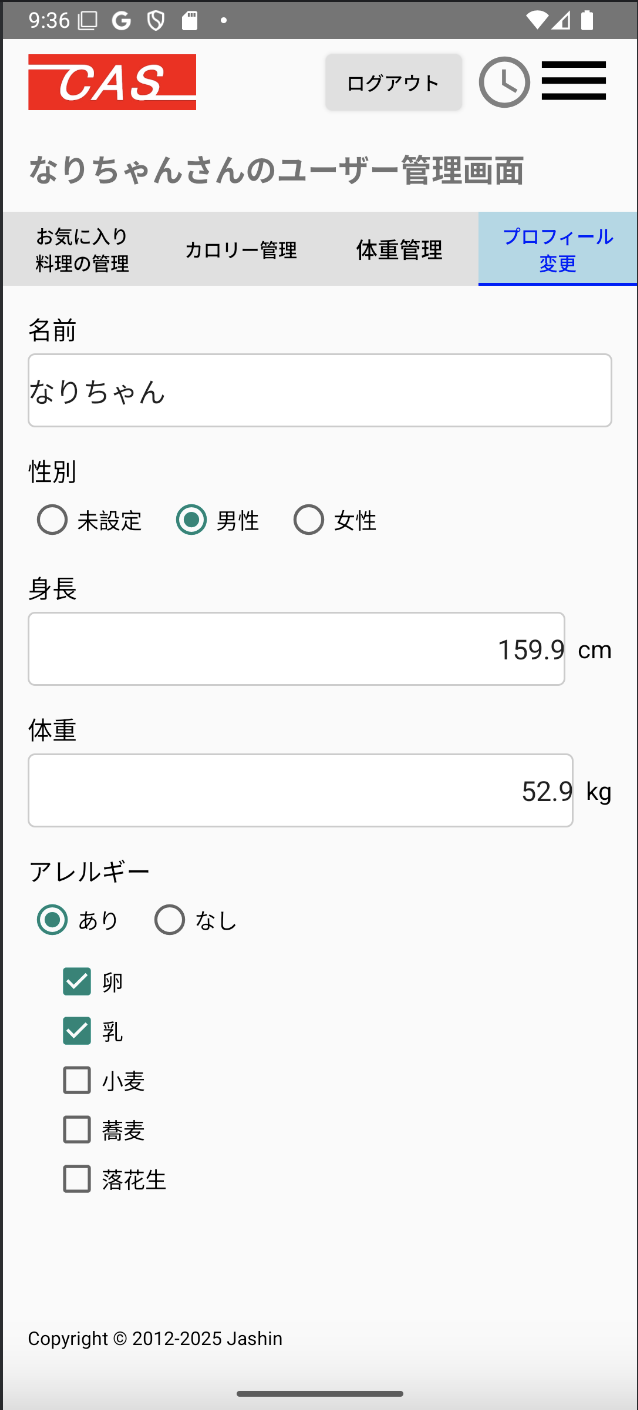 9:36
CAS
ログアウト
なりちゃんさんのユーザー管理画面
お気に入り
料理の管理
カロリー管理
体重管理
プロフィール
変更
名前
なりちゃん
性別
未設定 男性 女性
身長
159.9 cm
体重
52.9 kg
アレルギー
あり なし
卵
乳
小麦
蕎麦
落花生
Copyright © 2012-2025 Jashin